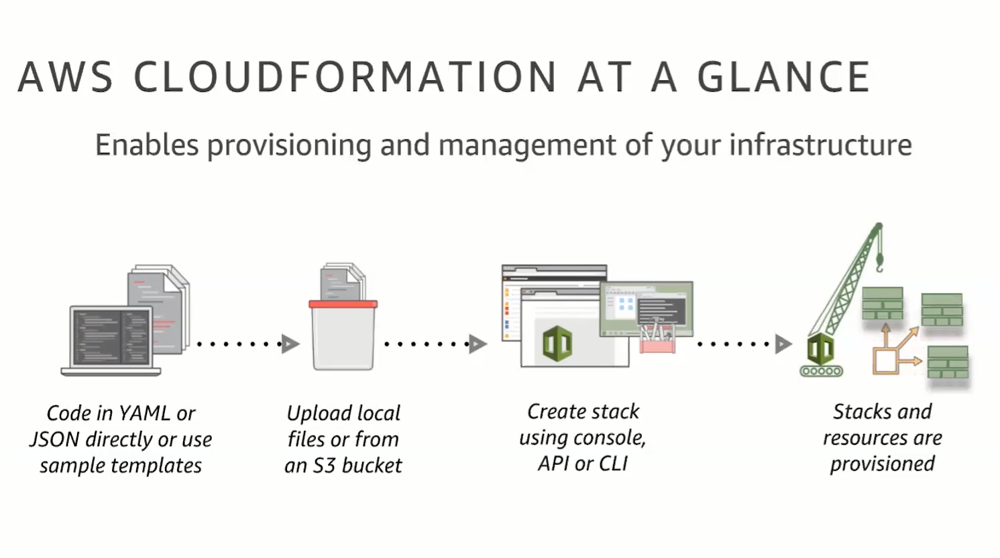 AWS CLOUDFORMATION AT A GLANCE
Enables provisioning and management of your infrastructure
Code in YAML or
JSON directly or use
sample templates
Upload local
files or from
an S3 bucket
Create stack
using console,
API or CLI
Stacks and
resources are
provisioned